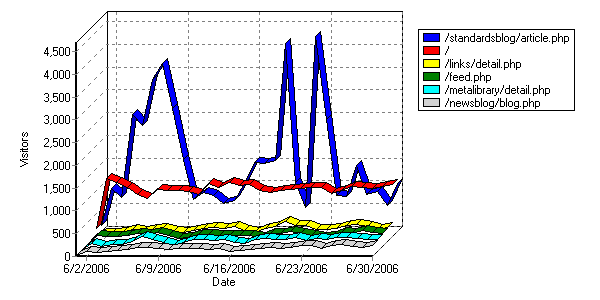 4,500
4,000
3,500
3,000
2,500
2,000
1,500
1,000
500
0
Visitors
6/2/2006 6/9/2006 6/16/2006 6/23/2006 6/30/2006
Date
/standardsblog/article.php
/
/links/detail.php
/feed.php
/metalibrary/detail.php
/newsblog/blog.php